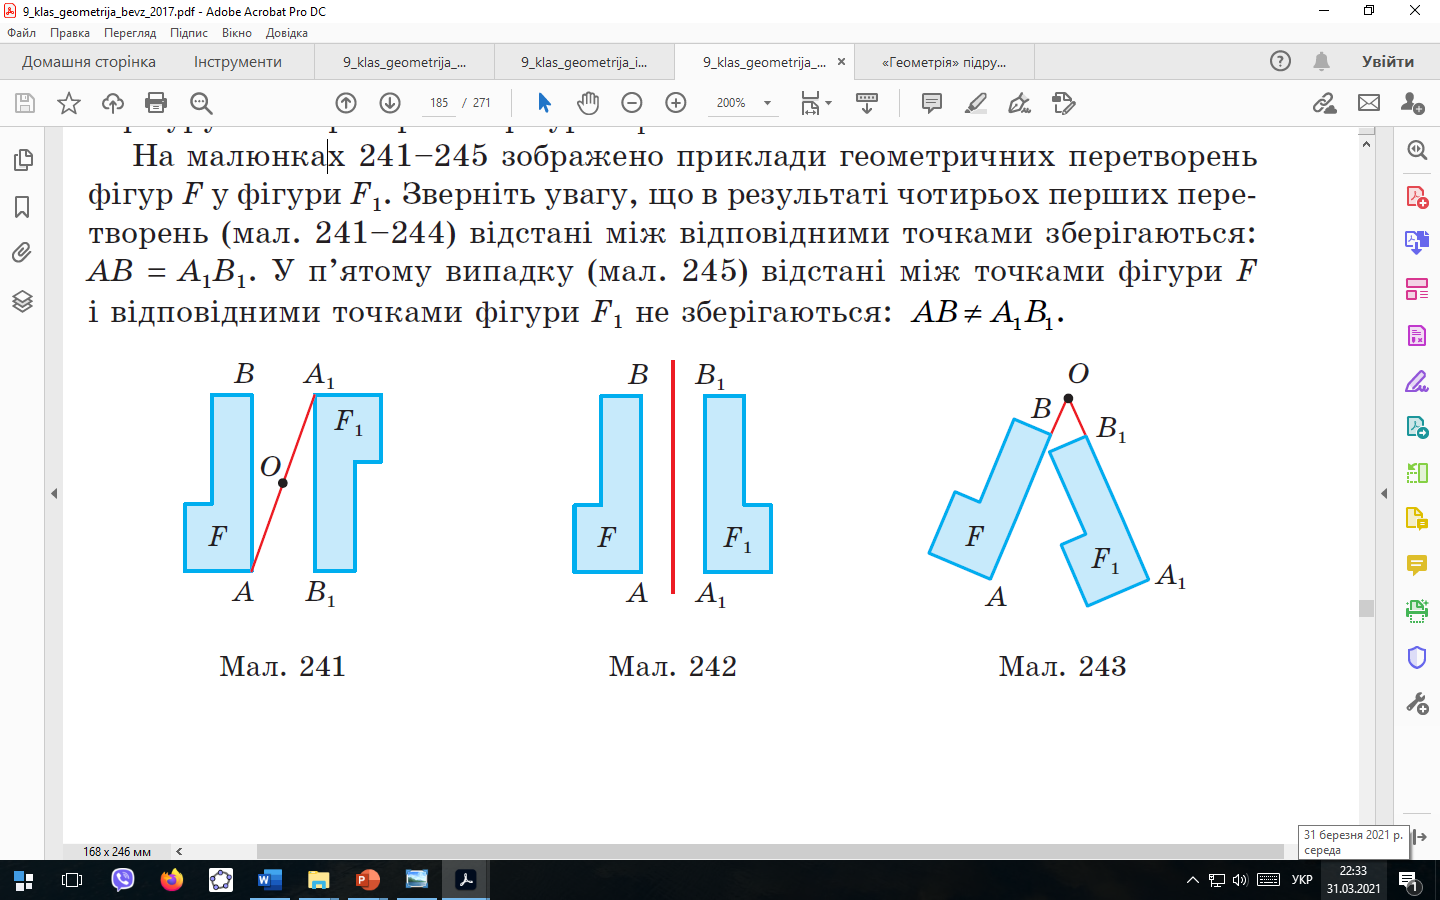 9_klas_geometrija_bevz_2017.pdf - Adobe Acrobat Pro DC
Файл Правка Перегляд Підпис Вікно Довідка
Домашня сторінка Інструменти 9_klas_geometrija_... 9_klas_geometrija_i... 9_klas_geometrija_... × «Геометрія» підру... Увійти
185 / 271 200%
На малюнках 241–245 зображено приклади геометричних перетворень
фігур F у фігури F₁. Зверніть увагу, що в результаті чотирьох перших пере-
творень (мал. 241–244) відстані між відповідними точками зберігаються:
AB = A₁B₁. У п’ятому випадку (мал. 245) відстані між точками фігури F
і відповідними точками фігури F₁ не зберігаються: AB ≠ A₁B₁.
B A₁
F₁
O
F
A B₁
B B₁
F F₁
A A₁
O
B B₁
F F₁
A A₁
Мал. 241 Мал. 242 Мал. 243
168 x 246 мм
31 березня 2021 р.
середа
УКР
22:33
31.03.2021
1